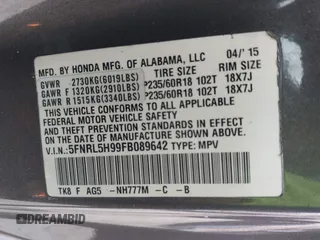 MFD. BY HONDA MFG. OF ALABAMA, LLC 04/'15
GVWR 2730KG(6019LBS) TIRE SIZE RIM SIZE
GAWR F 1320KG(2910LBS) P235/60R18 102T 18X7J
GAWR R 1515KG(3340LBS) P235/60R18 102T 18X7J
THIS VEHICLE CONFORMS TO ALL APPLICABLE
FEDERAL MOTOR VEHICLE SAFETY AND THEFT
PREVENTION STANDARDS IN EFFECT ON THE DATE
OF MANUFACTURE SHOWN ABOVE.
V.I.N.: 5FNRL5H99FB089642 TYPE: MPV
TK8 F AG5 -NH777M -C -B
DREAMBID